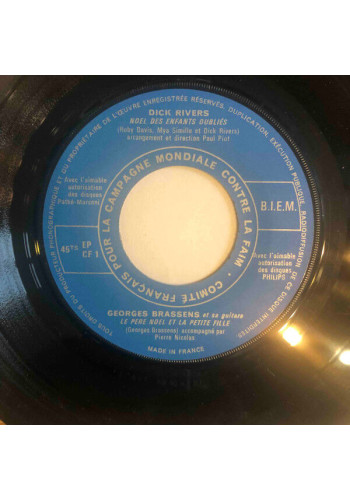 TOUS DROITS DU PRODUCTEUR PHONOGRAPHIQUE ET DU PROPRIÉTAIRE DE L'ŒUVRE ENREGISTRÉE RÉSERVÉS. DUPLICATION, EXÉCUTION PUBLIQUE, RADIODIFFUSION DE CE DISQUE INTERDITES
DICK RIVERS
NOEL DES ENFANTS OUBLIÉS
(Ruby Davis, Mya Simille et Dick Rivers)
arrangement et direction Paul Piot
COMITÉ FRANÇAIS POUR LA CAMPAGNE MONDIALE CONTRE LA FAIM
Avec l'aimable
autorisation
des disques
Pathé Marconi
B.I.E.M.
45Ts EP
CF 1
Avec l'aimable
autorisation
des disques
PHILIPS
GEORGES BRASSENS et sa guitare
LE PERE NOEL ET LA PETITE FILLE
(Georges Brassens) accompagné par
Pierre Nicolas
MADE IN FRANCE